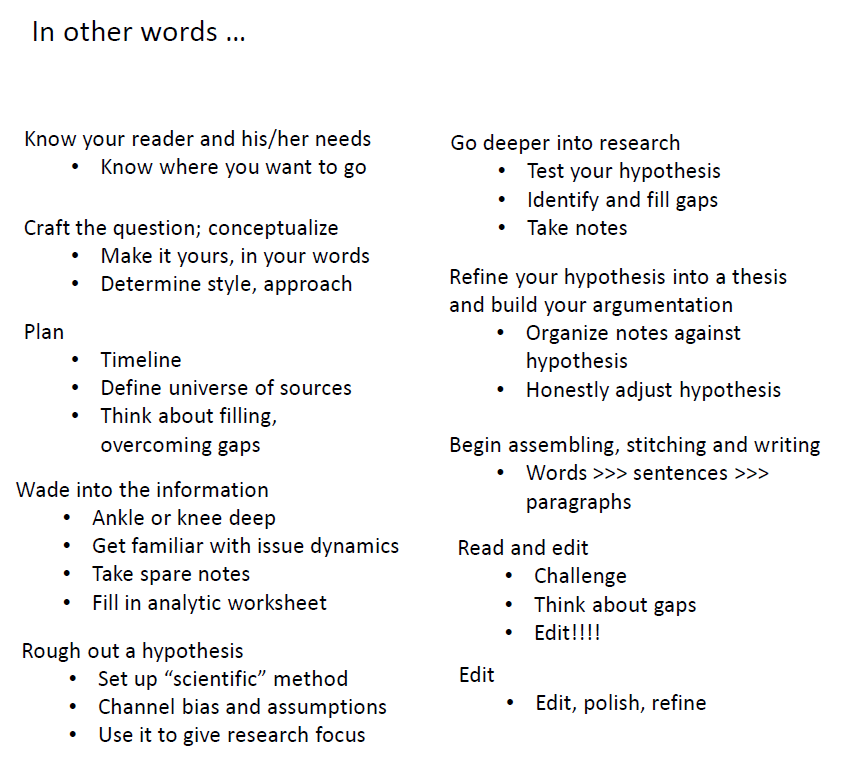 In other words …
Know your reader and his/her needs
• Know where you want to go
Craft the question; conceptualize
• Make it yours, in your words
• Determine style, approach
Plan
• Timeline
• Define universe of sources
• Think about filling,
overcoming gaps
Wade into the information
• Ankle or knee deep
• Get familiar with issue dynamics
• Take spare notes
• Fill in analytic worksheet
Rough out a hypothesis
• Set up “scientific” method
• Channel bias and assumptions
• Use it to give research focus
Go deeper into research
• Test your hypothesis
• Identify and fill gaps
• Take notes
Refine your hypothesis into a thesis
and build your argumentation
• Organize notes against
hypothesis
• Honestly adjust hypothesis
Begin assembling, stitching and writing
• Words >>> sentences >>>
paragraphs
Read and edit
• Challenge
• Think about gaps
• Edit!!!!
Edit
• Edit, polish, refine